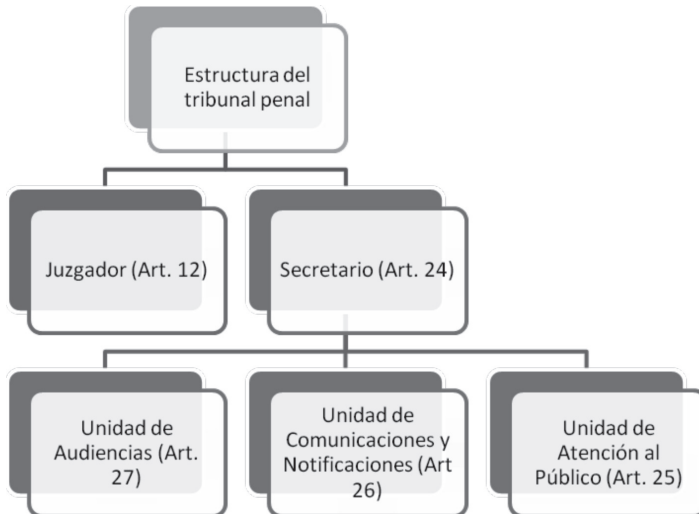 Estructura del
tribunal penal
Juzgador (Art. 12)
Secretario (Art. 24)
Unidad de
Audiencias (Art.
27)
Unidad de
Comunicaciones y
Notificaciones (Art
26)
Unidad de
Atención al
Público (Art. 25)